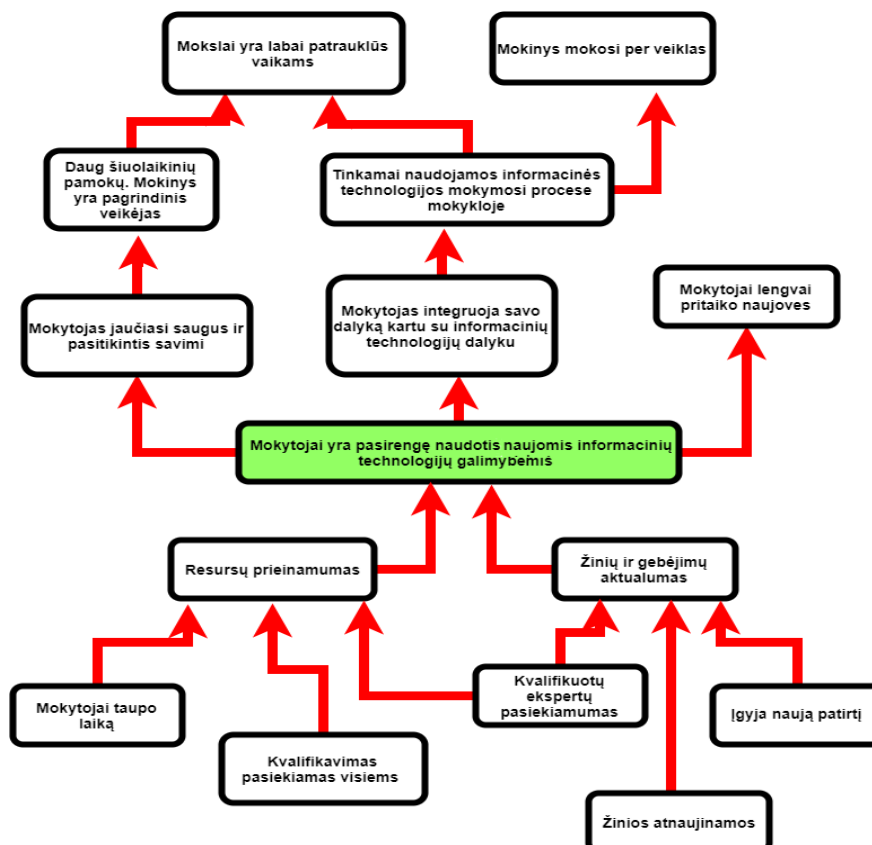 Mokslai yra labai patrauklūs
vaikams
Mokinys mokosi per veiklas
Daug šiuolaikinių
pamokų. Mokinys
yra pagrindinis
veikėjas
Tinkamai naudojamos informacinės
technologijos mokymosi procese
mokykloje
Mokytojas jaučiasi saugus ir
pasitikintis savimi
Mokytojas integruoja savo
dalyką kartu su informacinių
technologijų dalyku
Mokytojai lengvai
pritaiko naujoves
Mokytojai yra pasirengę naudotis naujomis informacinių
technologijų galimybėmis
Resursų prieinamumas
Žinių ir gebėjimų
aktualumas
Mokytojai taupo
laiką
Kvalifikavimas
pasiekiamas visiems
Kvalifikuotų
ekspertų
pasiekiamumas
Įgyja naują patirtį
Žinios atnaujinamos